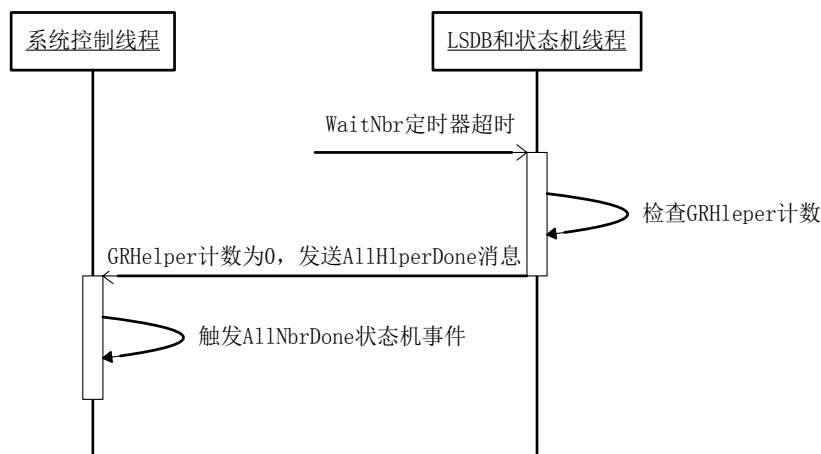 系统控制线程
LSDB和状态机线程
WaitNbr定时器超时
检查GRHleper计数
GRHelper计数为0，发送AllHlperDone消息
触发AllNbrDone状态机事件